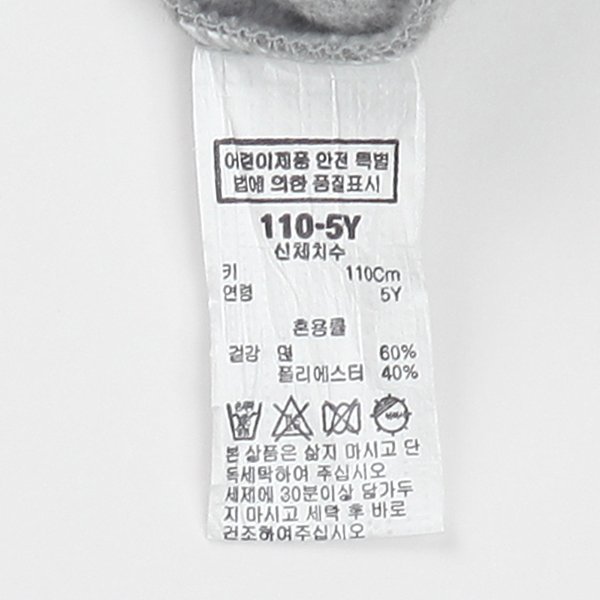 어린이제품 안전 특별
법에 의한 품질표시
110-5Y
신체치수
키 110Cm
연령 5Y
혼용률
겉감 면 60%
폴리에스터 40%
본 상품은 삶지 마시고 단
독세탁하여 주십시오
세제에 30분이상 담가두
지 마시고 세탁 후 바로
건조하여주십시오